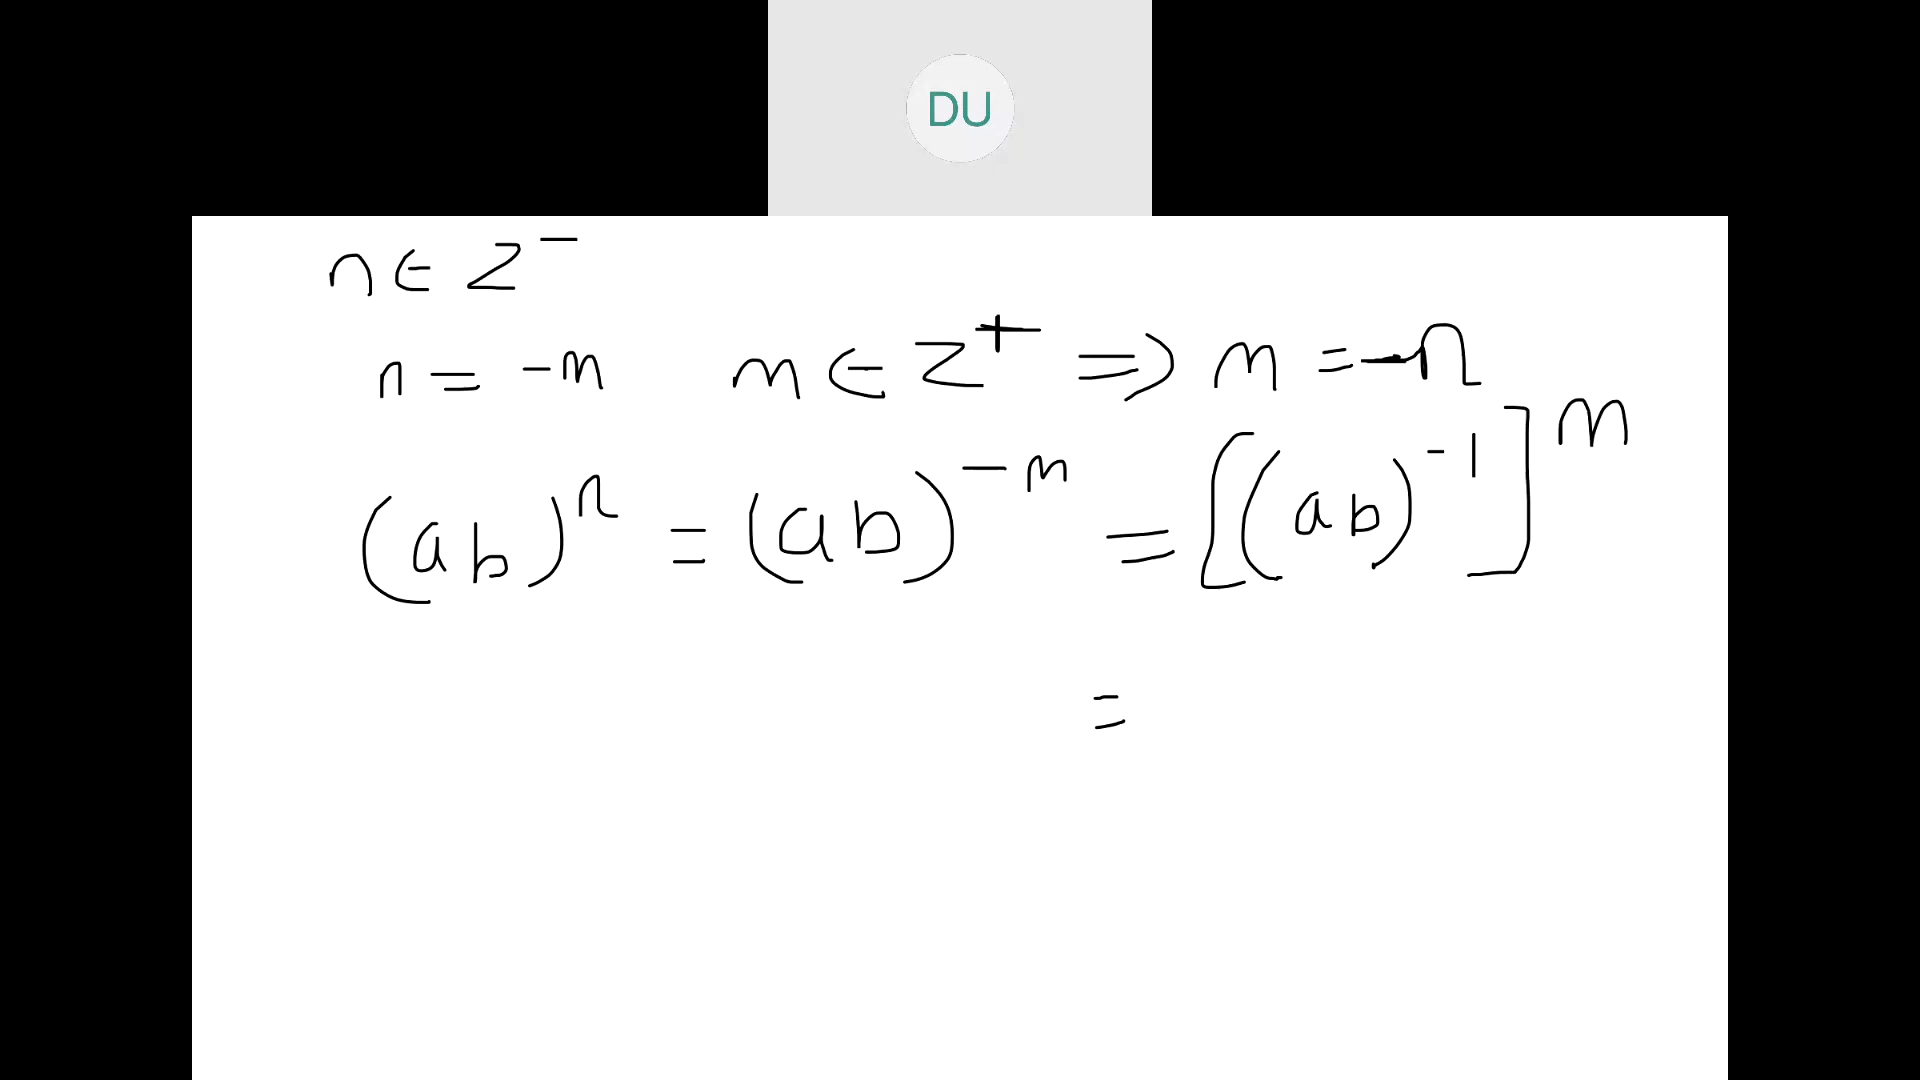 DU
n ∈ Z⁻
n = -m m ∈ Z⁺ ⇒ m = -n
(ab)ⁿ = (ab)⁻ᵐ = [(ab)⁻¹]ᵐ
=